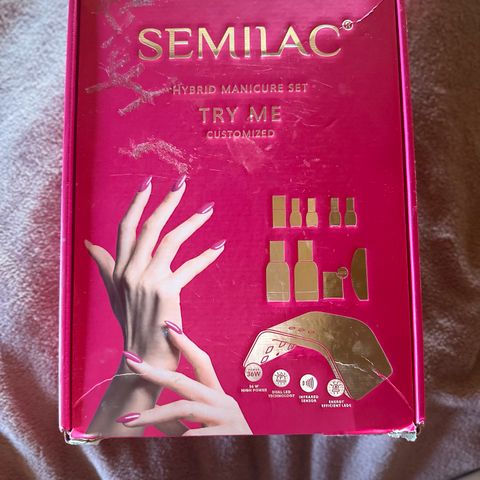 SEMILAC
HYBRID MANICURE SET
TRY ME
CUSTOMIZED
36W
36 W
HIGH POWER
DUAL LED
TECHNOLOGY
INFRARED
SENSOR
ENERGY
EFFICIENT LEDS